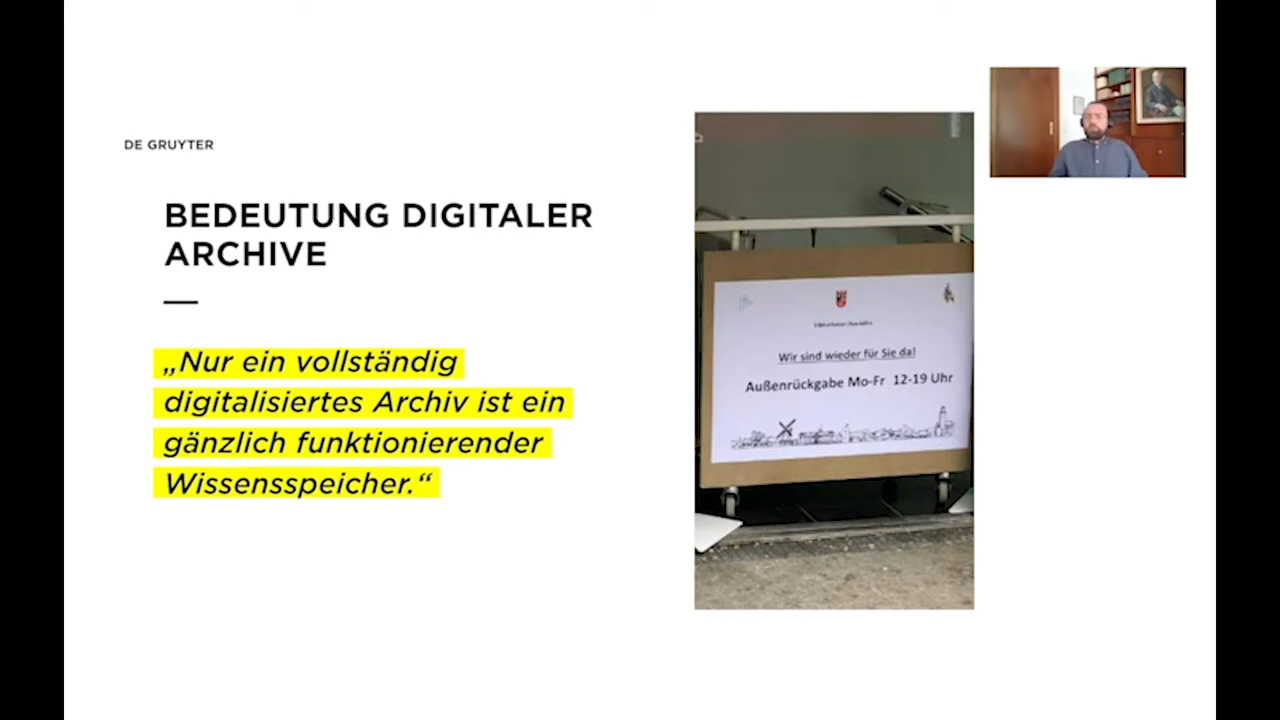 DE GRUYTER
BEDEUTUNG DIGITALER
ARCHIVE
„Nur ein vollständig
digitalisiertes Archiv ist ein
gänzlich funktionierender
Wissensspeicher.“
Wir sind wieder für Sie da!
Außenrückgabe Mo-Fr 12-19 Uhr